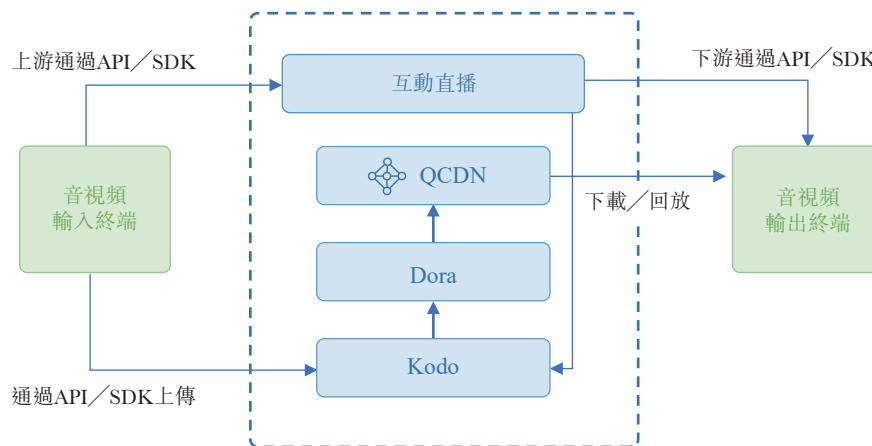 上游通過API／SDK
下游通過API／SDK
互動直播
QCDN
音視頻
輸入終端
下載／回放
音視頻
輸出終端
Dora
Kodo
通過API／SDK上傳